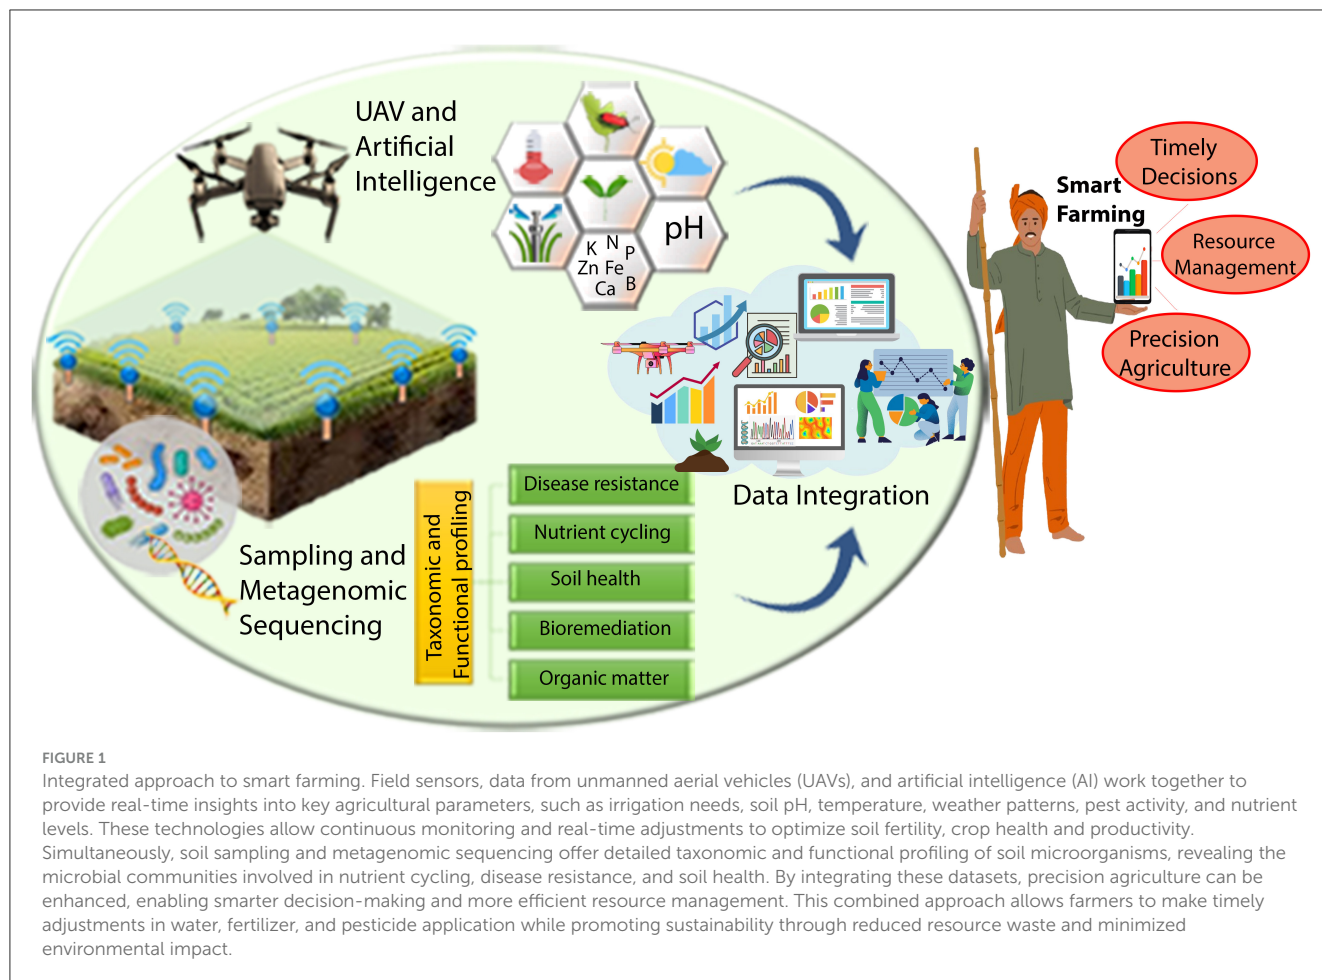 UAV and
Artificial
Intelligence
pH
K N P
Zn Fe
Ca B
Timely
Decisions
Smart
Farming
Resource
Management
Precision
Agriculture
Data Integration
Sampling and
Metagenomic
Sequencing
Taxonomic and
Functional profiling
Disease resistance
Nutrient cycling
Soil health
Bioremediation
Organic matter
FIGURE 1
Integrated approach to smart farming. Field sensors, data from unmanned aerial vehicles (UAVs), and artificial intelligence (AI) work together to
provide real-time insights into key agricultural parameters, such as irrigation needs, soil pH, temperature, weather patterns, pest activity, and nutrient
levels. These technologies allow continuous monitoring and real-time adjustments to optimize soil fertility, crop health and productivity.
Simultaneously, soil sampling and metagenomic sequencing offer detailed taxonomic and functional profiling of soil microorganisms, revealing the
microbial communities involved in nutrient cycling, disease resistance, and soil health. By integrating these datasets, precision agriculture can be
enhanced, enabling smarter decision-making and more efficient resource management. This combined approach allows farmers to make timely
adjustments in water, fertilizer, and pesticide application while promoting sustainability through reduced resource waste and minimized
environmental impact.